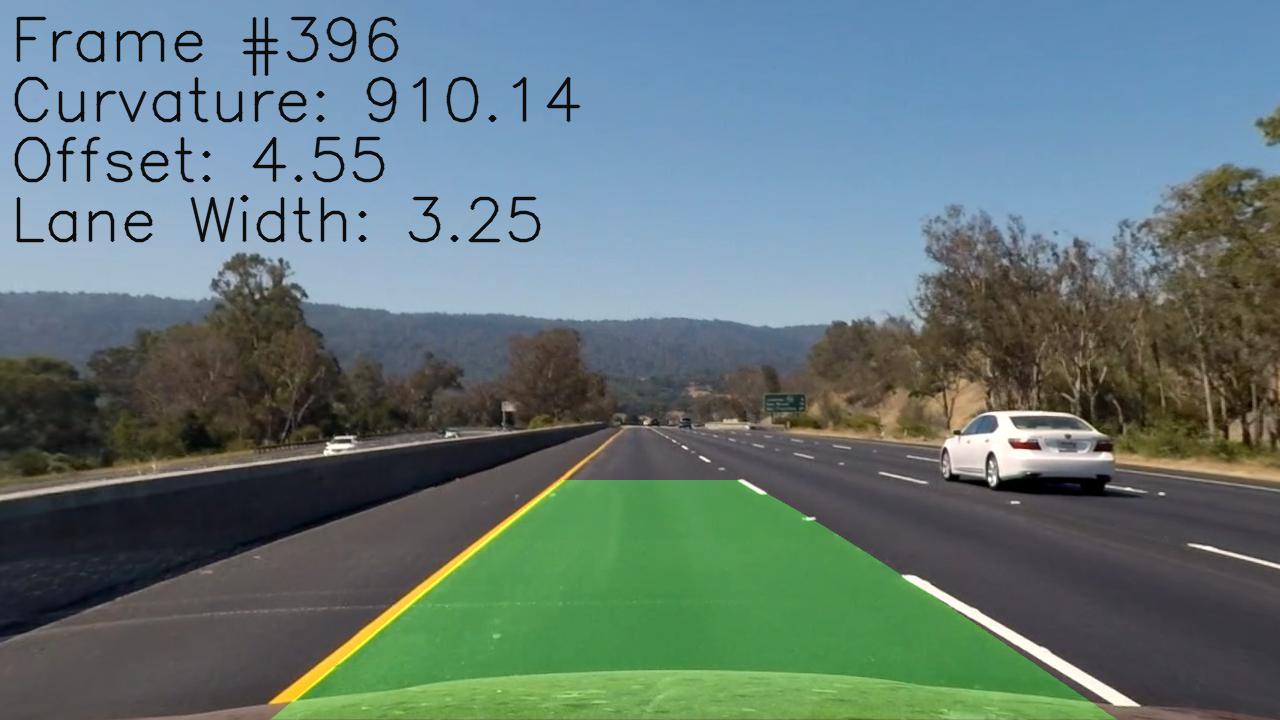 Frame #396
Curvature: 910.14
Offset: 4.55
Lane Width: 3.25